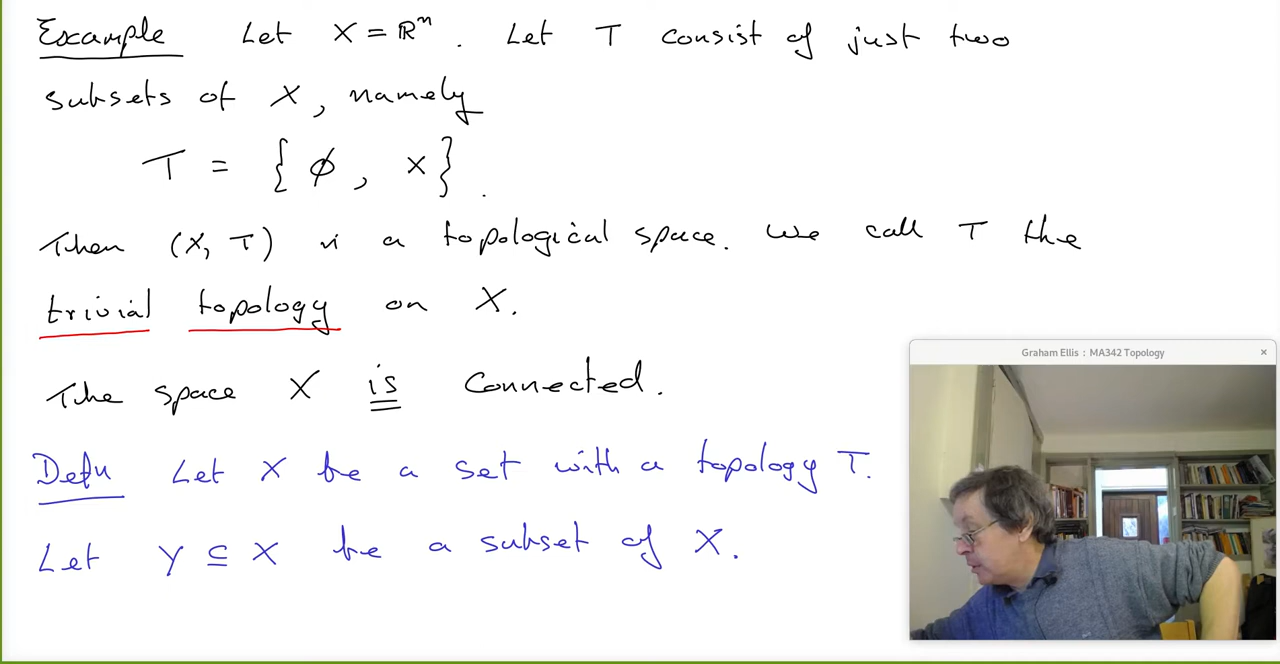 Example Let X = ℝⁿ. Let T consist of just two
subsets of X, namely
T = { ϕ, X }.
Then (X, T) is a topological space. We call T the
trivial topology on X.
The space X is connected.
Defn Let X be a set with a topology T.
Let Y ⊆ X be a subset of X.
Graham Ellis : MA342 Topology
×